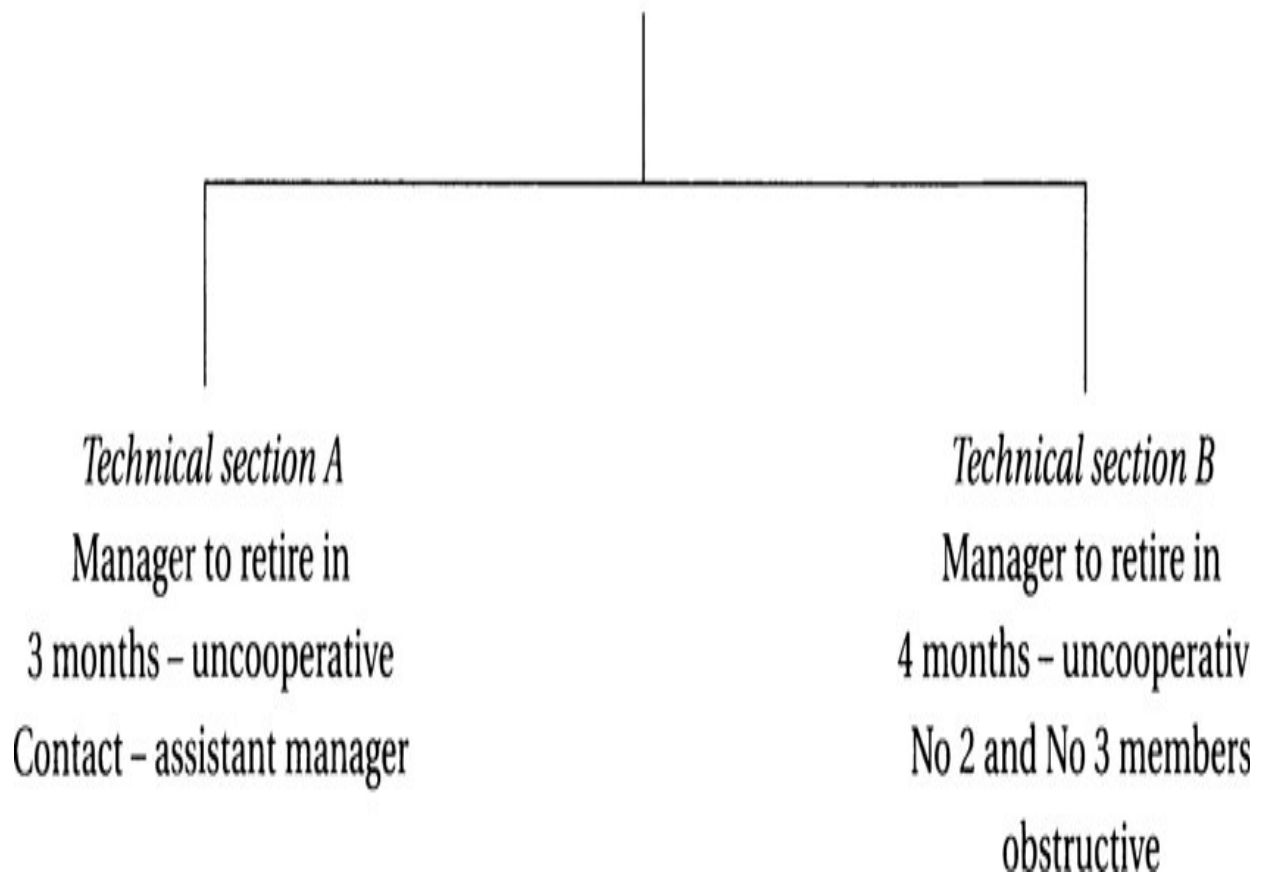 Technical section A
Manager to retire in
3 months – uncooperative
Contact – assistant manager
Technical section B
Manager to retire in
4 months – uncooperativ
No 2 and No 3 members
obstructive